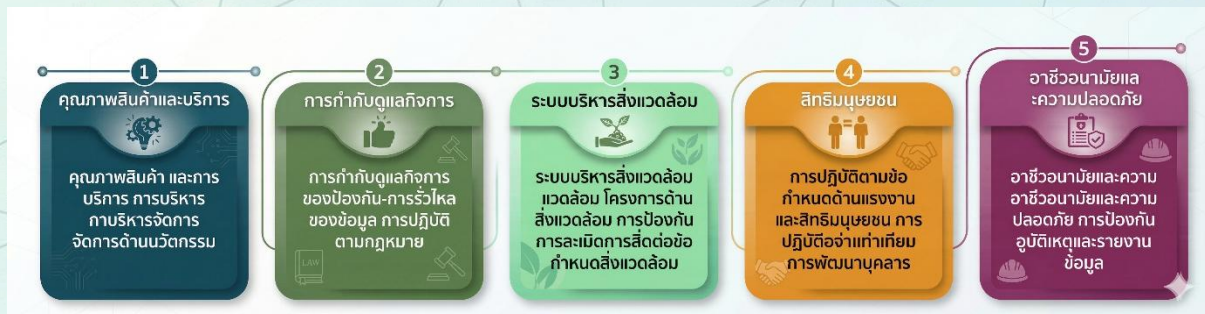 1
คุณภาพสินค้าและบริการ
คุณภาพสินค้า และการ
บริการ การบริหาร
กาบริหารจัดการ
จัดการด้านนวัตกรรม
2
การกำกับดูแลกิจการ
การกำกับดูแลกิจการ
ของป้องกัน-การรั่วไหล
ของข้อมูล การปฏิบัติ
ตามกฎหมาย
LAW
3
ระบบบริหารสิ่งแวดล้อม
ระบบบริหารสิ่งแวดล้อม
แวดล้อม โครงการด้าน
สิ่งแวดล้อม การป้องกัน
การละเมิดการสิ่ดต่อข้อ
กำหนดสิ่งแวดล้อม
4
สิทธิมนุษยชน
การปฏิบัติตามข้อ
กำหนดด้านแรงงาน
และสิทธิมนุษยชน การ
ปฏิบัติอจ่าแท่าเทียม
การพัฒนาบุคลาร
5
อาชีวอนามัยแล
ะความปลอดภัย
อาชีวอนามัยและความ
อาชีวอนามัยและความ
ปลอดภัย การป้องกัน
อุบัติเหตุและรายงาน
ข้อมูล